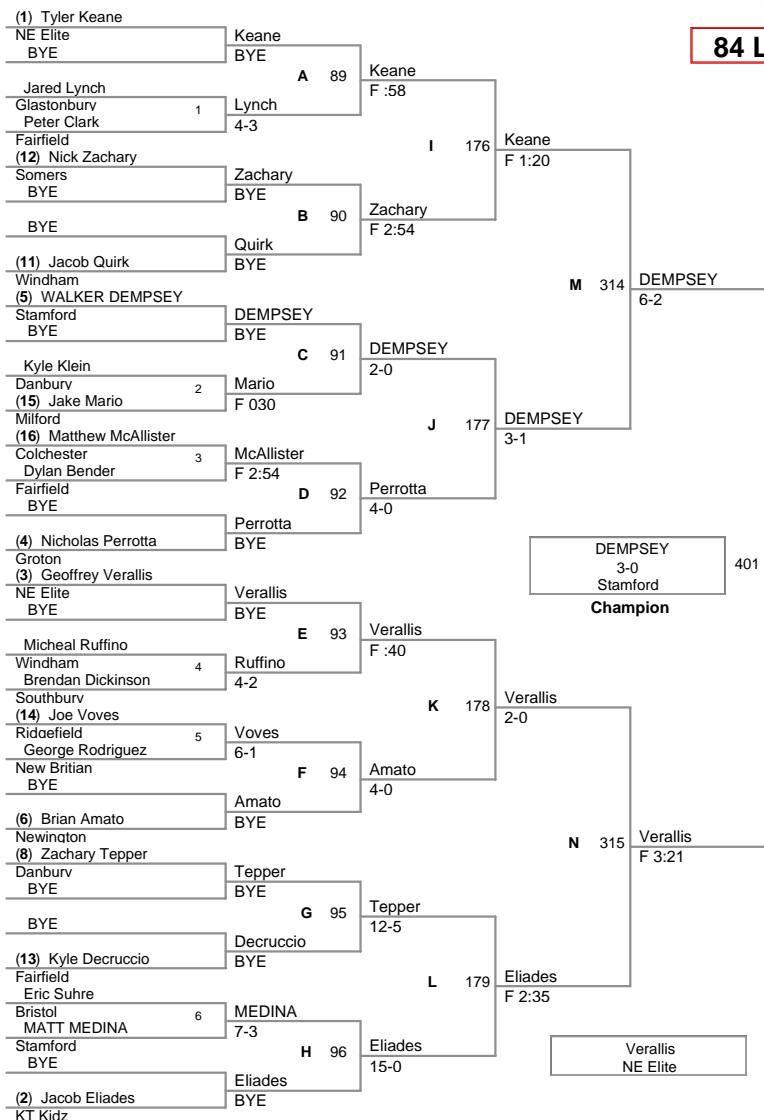 (1) Tyler Keane
NE Elite
BYE
Keane
BYE
A 89
Keane
F :58
84 L
Jared Lynch
Glastonbury
Peter Clark
1
Lynch
4-3
Fairfield
I 176
Keane
F 1:20
(12) Nick Zachary
Somers
BYE
Zachary
BYE
B 90
Zachary
F 2:54
BYE
(11) Jacob Quirk
Quirk
BYE
Windham
M 314
DEMPSEY
6-2
(5) WALKER DEMPSEY
Stamford
BYE
DEMPSEY
BYE
C 91
DEMPSEY
2-0
Kyle Klein
Danbury
(15) Jake Mario
2
Mario
F 030
Milford
J 177
DEMPSEY
3-1
(16) Matthew McAllister
Colchester
Dylan Bender
3
McAllister
F 2:54
Fairfield
D 92
Perrotta
4-0
BYE
(4) Nicholas Perrotta
Perrotta
BYE
Groton
DEMPSEY
3-0
Stamford
401
Champion
(3) Geoffrey Verallis
NE Elite
BYE
Verallis
BYE
E 93
Verallis
F :40
Micheal Ruffino
Windham
Brendan Dickinson
4
Ruffino
4-2
Southbury
K 178
Verallis
2-0
(14) Joe Voves
Ridgefield
George Rodriguez
5
Voves
6-1
New Britian
F 94
Amato
4-0
BYE
(6) Brian Amato
Amato
BYE
Newington
N 315
Verallis
F 3:21
(8) Zachary Tepper
Danbury
BYE
Tepper
BYE
G 95
Tepper
12-5
BYE
(13) Kyle Decruccio
Decruccio
BYE
Fairfield
L 179
Eliades
F 2:35
Eric Suhre
Bristol
MATT MEDINA
6
MEDINA
7-3
Stamford
H 96
Eliades
15-0
BYE
(2) Jacob Eliades
Eliades
BYE
KT Kidz
Verallis
NE Elite